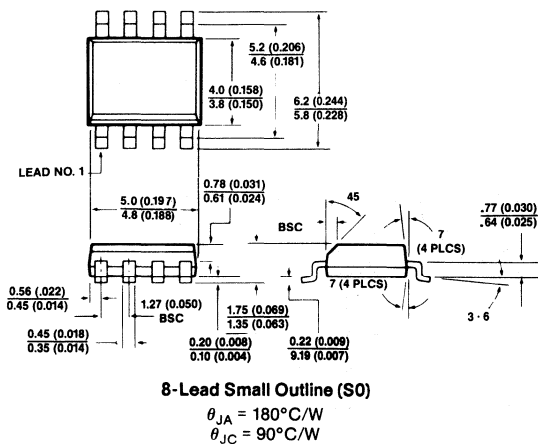 5.2 (0.206)
4.6 (0.181)
4.0 (0.158)
3.8 (0.150)
6.2 (0.244)
5.8 (0.228)
LEAD NO. 1
5.0 (0.197)
4.8 (0.188)
0.78 (0.031)
0.61 (0.024)
45
BSC
.77 (0.030)
.64 (0.025)
7
(4 PLCS)
7 (4 PLCS)
0.56 (.022)
0.45 (0.014)
1.27 (0.050)
BSC
1.75 (0.069)
1.35 (0.063)
3 - 6
0.45 (0.018)
0.35 (0.014)
0.20 (0.008)
0.10 (0.004)
0.22 (0.009)
9.19 (0.007)
8-Lead Small Outline (S0)
θJA = 180°C/W
θJC = 90°C/W